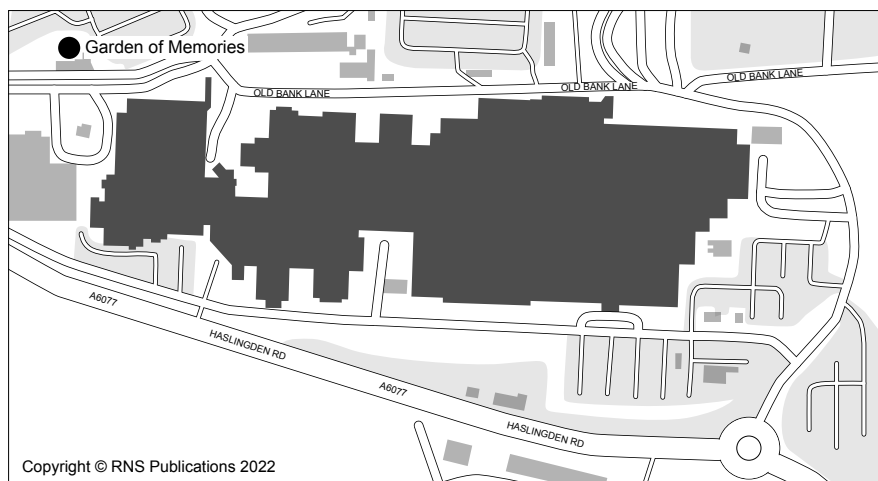 Garden of Memories
OLD BANK LANE
OLD BANK LANE
OLD BANK LANE
A6077
HASLINGDEN RD
A6077
HASLINGDEN RD
Copyright © RNS Publications 2022